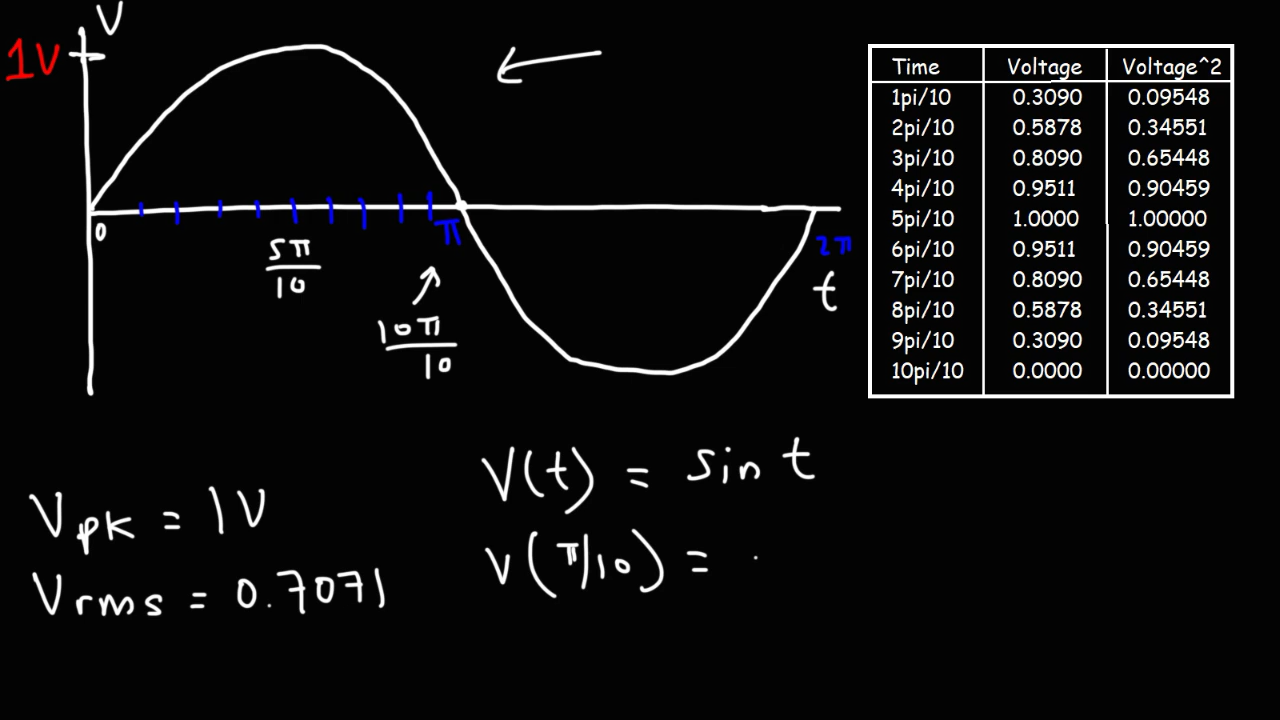 V
1V
0
5π
10
π
10π
10
2π
t
Time Voltage Voltage^2
1pi/10 0.3090 0.09548
2pi/10 0.5878 0.34551
3pi/10 0.8090 0.65448
4pi/10 0.9511 0.90459
5pi/10 1.0000 1.00000
6pi/10 0.9511 0.90459
7pi/10 0.8090 0.65448
8pi/10 0.5878 0.34551
9pi/10 0.3090 0.09548
10pi/10 0.0000 0.00000
Vpk = 1V
Vrms = 0.7071
V(t) = sin t
V(π/10) =